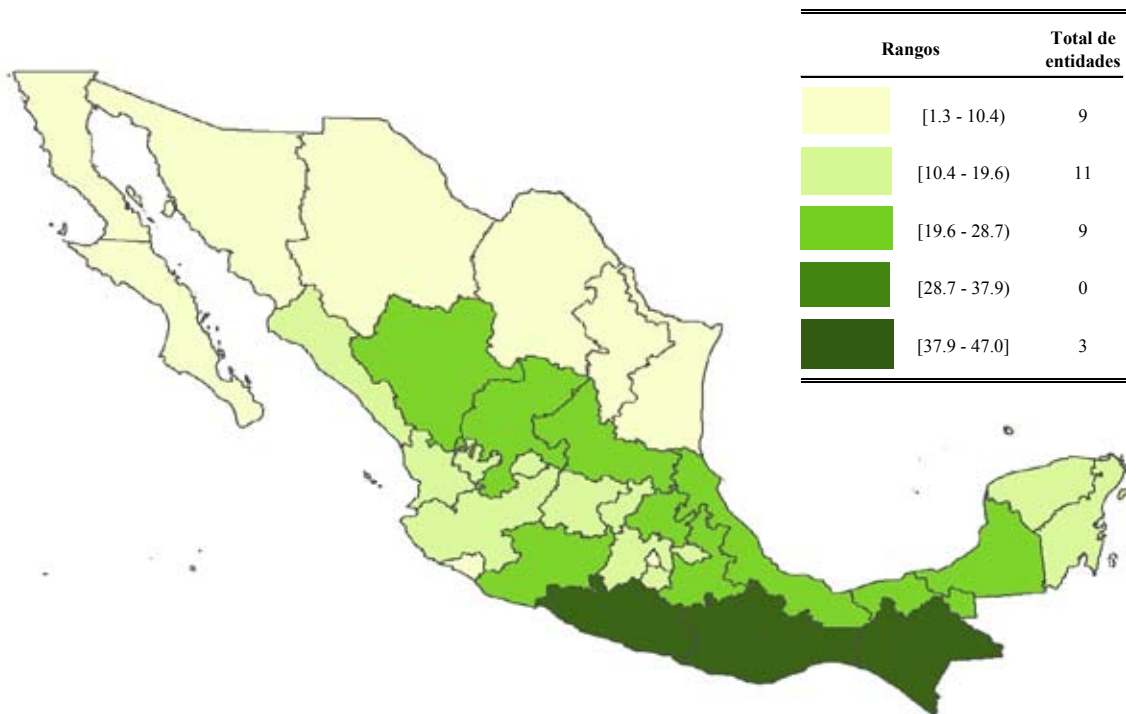 Rangos Total de entidades
[1.3 - 10.4) 9
[10.4 - 19.6) 11
[19.6 - 28.7) 9
[28.7 - 37.9) 0
[37.9 - 47.0] 3